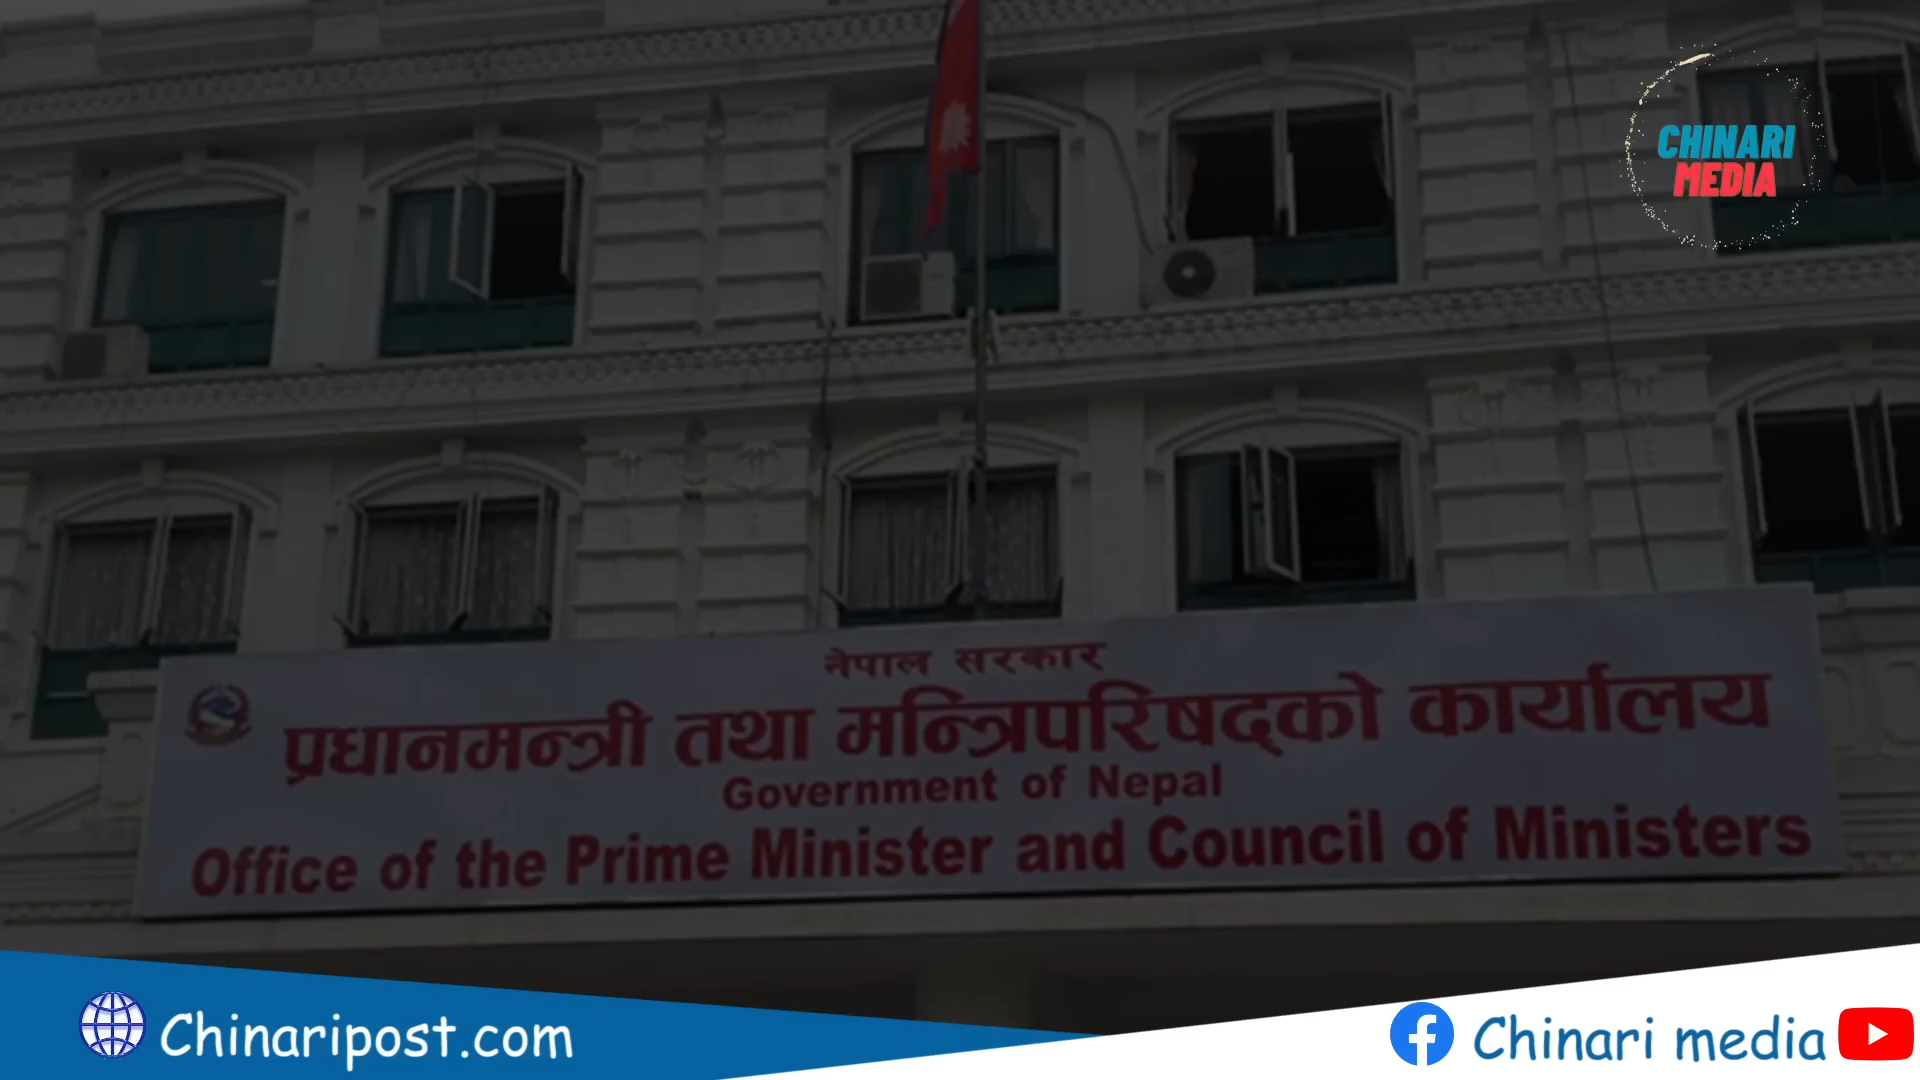 CHINARI
MEDIA
नेपाल सरकार
प्रधानमन्त्री तथा मन्त्रिपरिषद्को कार्यालय
Government of Nepal
Office of the Prime Minister and Council of Ministers
Chinaripost.com
Chinari media